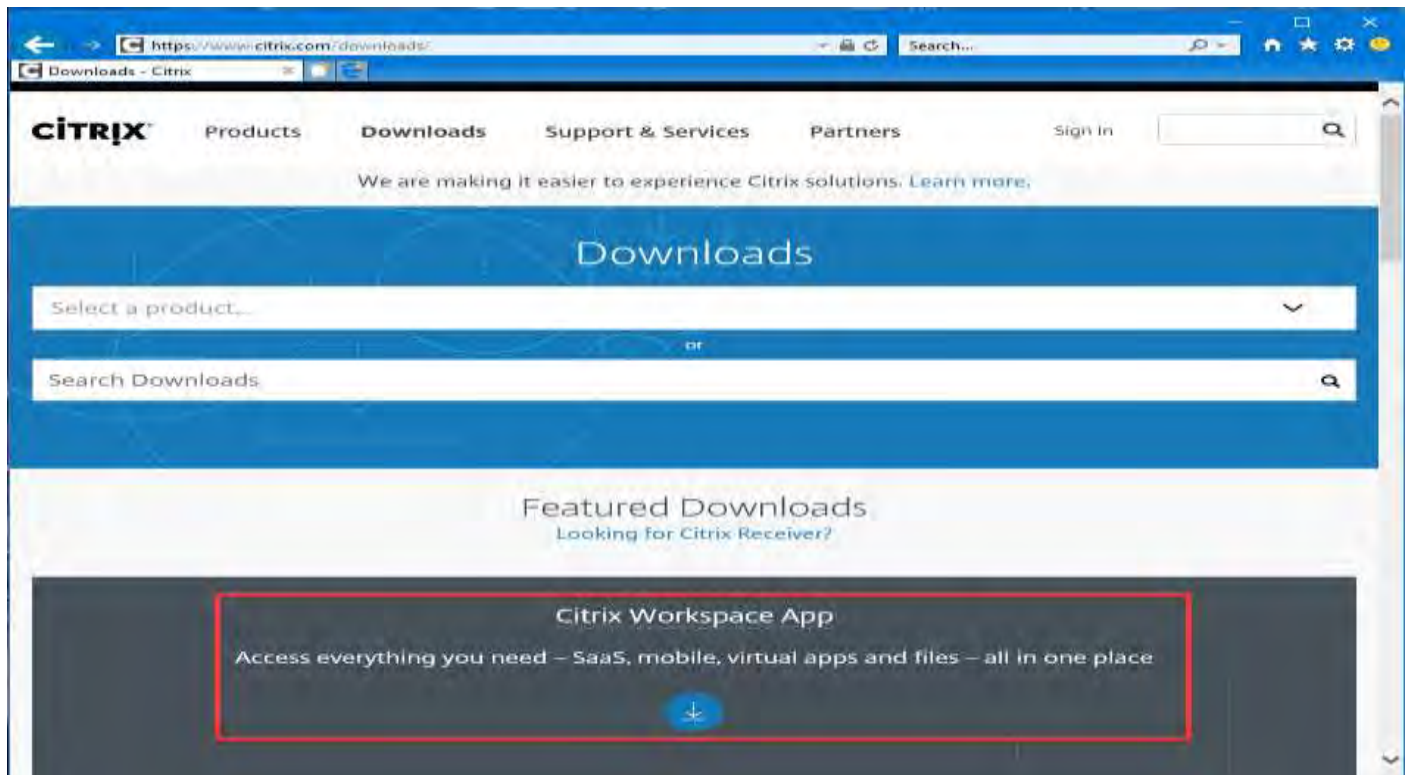 https://www.citrix.com/downloads/
Search...
Downloads - Citrix
CİTRIX
Products
Downloads
Support & Services
Partners
Sign In
We are making it easier to experience Citrix solutions. Learn more.
Downloads
Select a product...
or
Search Downloads
Featured Downloads
Looking for Citrix Receiver?
Citrix Workspace App
Access everything you need – SaaS, mobile, virtual apps and files – all in one place